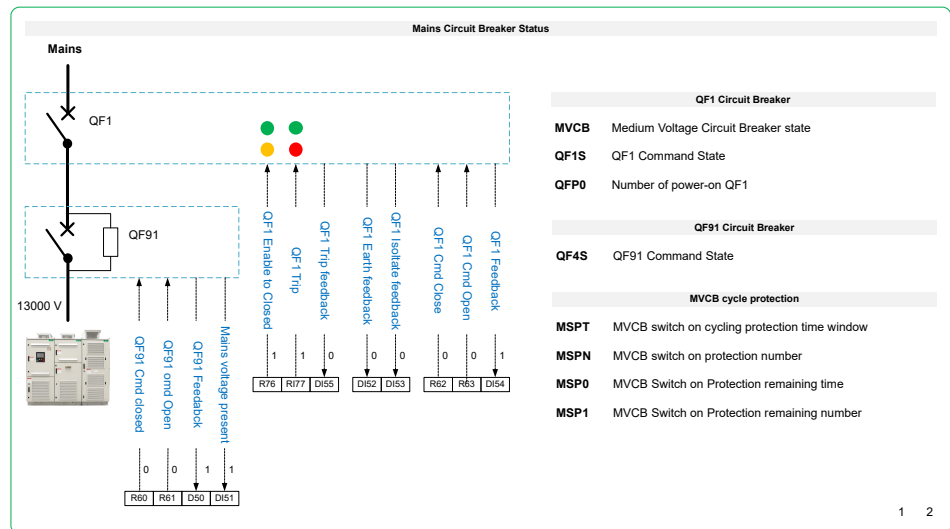 Mains Circuit Breaker Status
Mains
QF1
QF91
13000 V
QF1 Enable to Closed
QF1 Trip
QF1 Trip feedback
QF1 Earth feedback
QF1 Isoltate feedback
QF1 Cmd Close
QF1 Cmd Open
QF1 Feedback
1 1 0 0 0 0 0 1
R76 RI77 DI55 DI52 DI53 R62 R63 DI54
QF91 Cmd closed
QF91 omd Open
QF91 Feedabck
Mains voltage present
0 0 1 1
R60 R61 D50 DI51
QF1 Circuit Breaker
MVCB Medium Voltage Circuit Breaker state
QF1S QF1 Command State
QFP0 Number of power-on QF1
QF91 Circuit Breaker
QF4S QF91 Command State
MVCB cycle protection
MSPT MVCB switch on cycling protection time window
MSPN MVCB switch on protection number
MSP0 MVCB Switch on Protection remaining time
MSP1 MVCB Switch on Protection remaining number
1 2